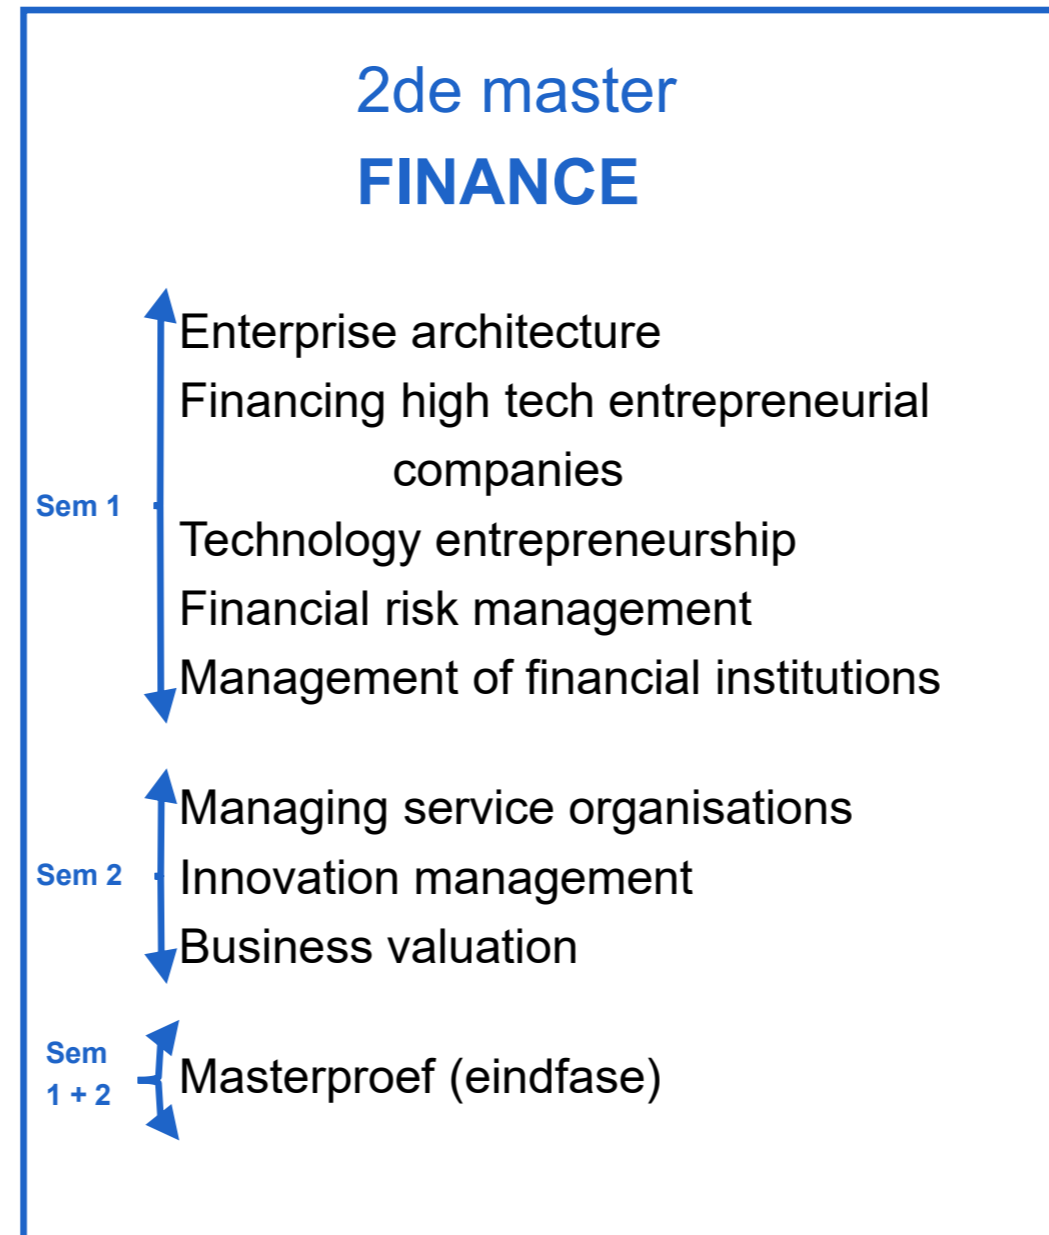 2de master
FINANCE
Enterprise architecture
Financing high tech entrepreneurial
companies
Sem 1
Technology entrepreneurship
Financial risk management
Management of financial institutions
Managing service organisations
Sem 2
Innovation management
Business valuation
Sem
1 + 2
Masterproef (eindfase)